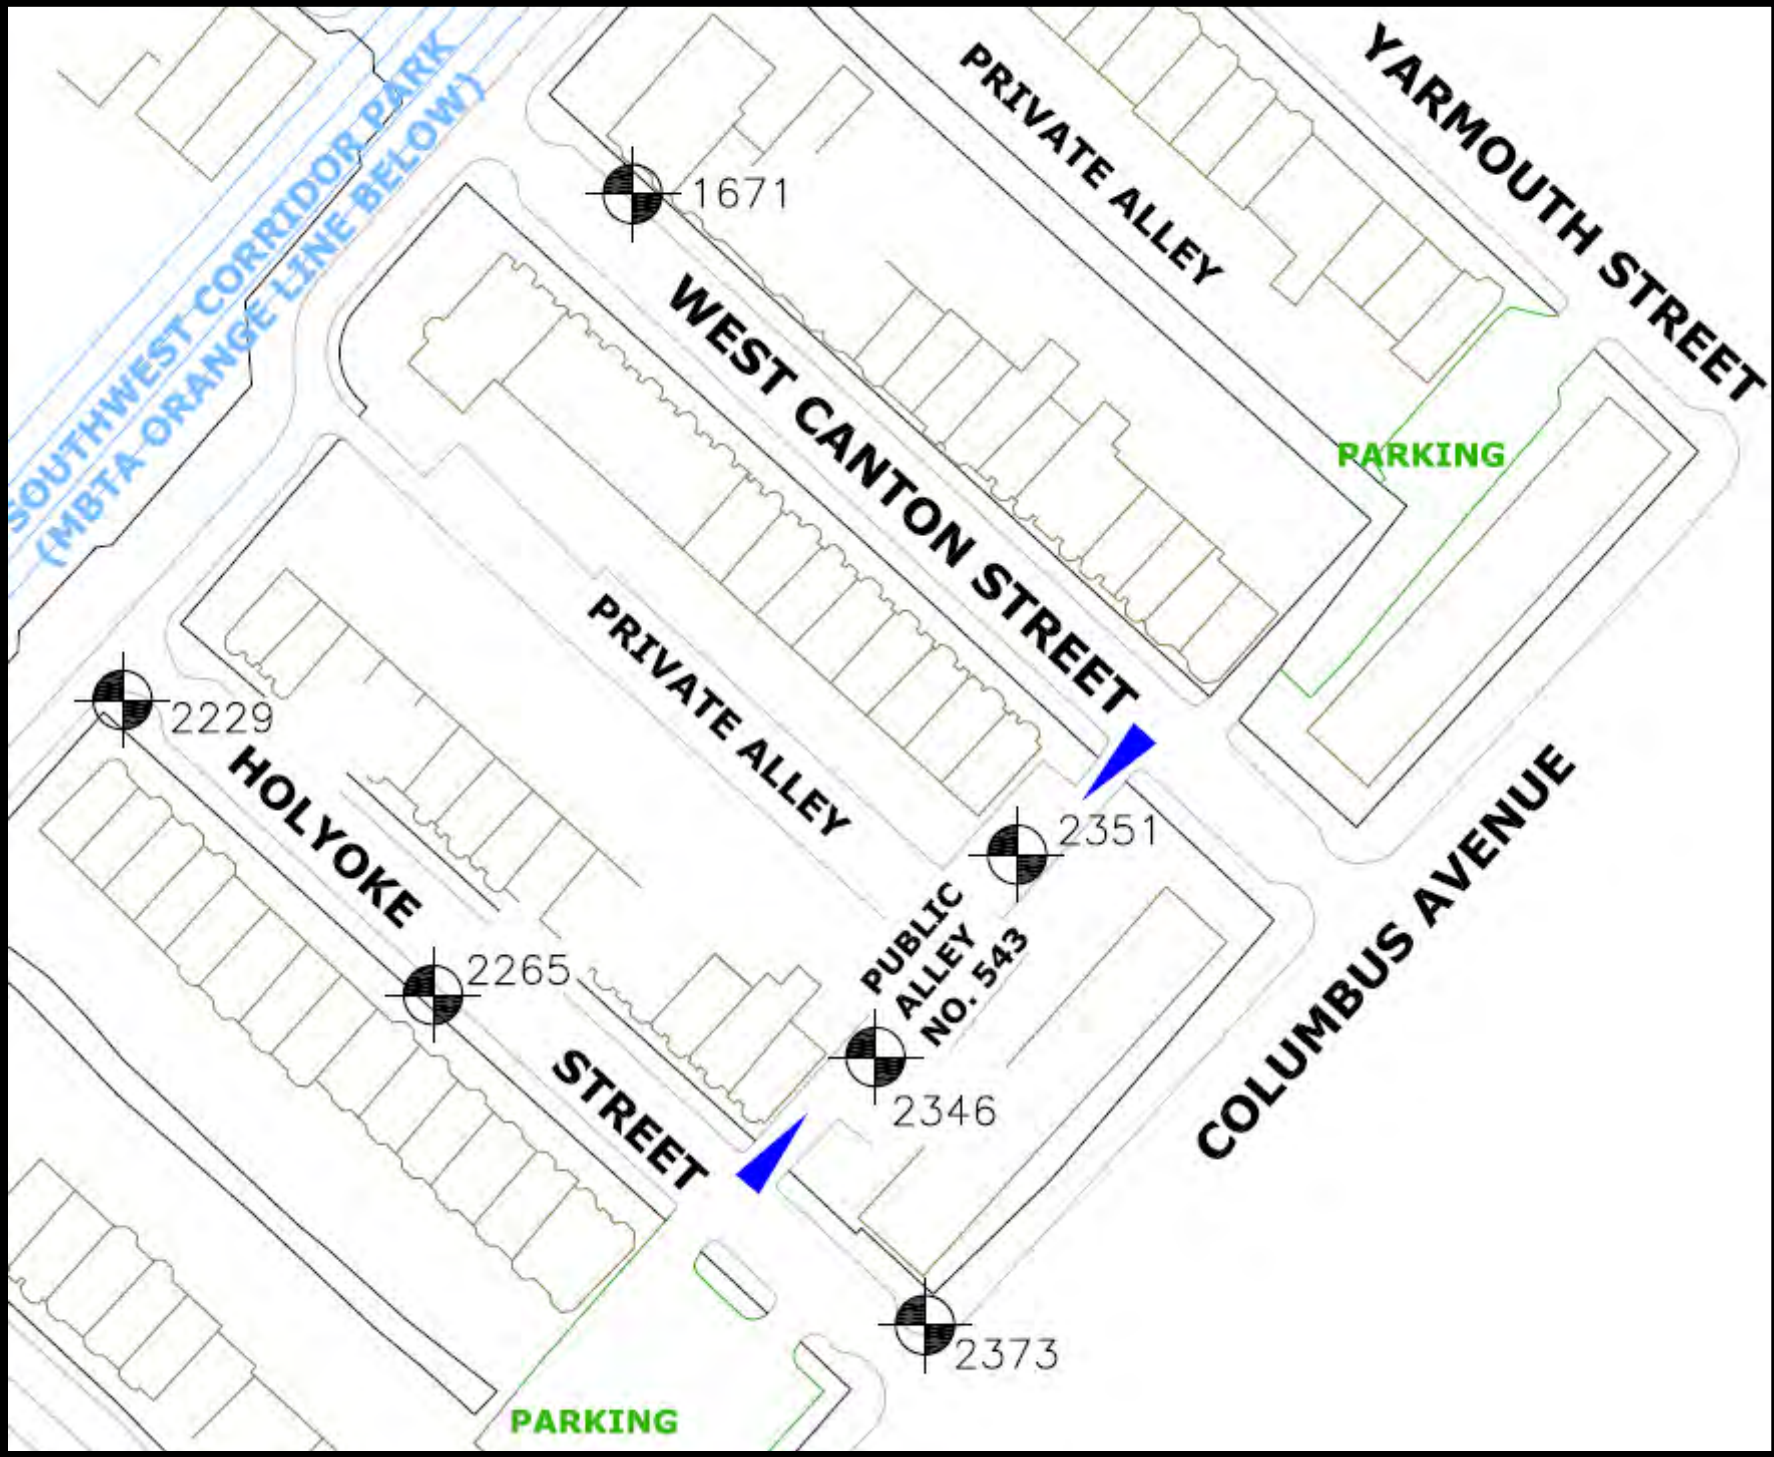 YARMOUTH STREET
PRIVATE ALLEY
SOUTHWEST CORRIDOR PARK
(MBTA ORANGE LINE BELOW)
1671
WEST CANTON STREET
PARKING
PRIVATE ALLEY
2229
HOLYOKE
STREET
2351
PUBLIC
ALLEY
NO. 543
2265
COLUMBUS AVENUE
2346
2373
PARKING